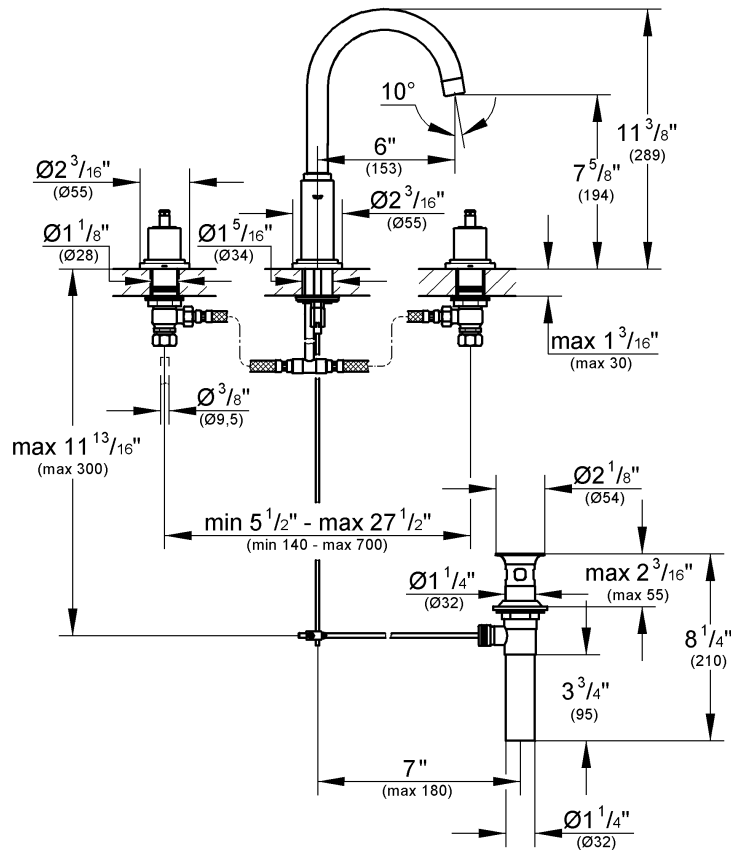 10°
11 3/8"
(289)
6"
(153)
7 5/8"
(194)
Ø2 3/16"
(Ø55)
Ø2 3/16"
(Ø55)
Ø1 1/8"
(Ø28)
Ø1 5/16"
(Ø34)
max 1 3/16"
(max 30)
Ø 3/8"
(Ø9,5)
max 11 13/16"
(max 300)
Ø2 1/8"
(Ø54)
min 5 1/2" - max 27 1/2"
(min 140 - max 700)
Ø1 1/4"
(Ø32)
max 2 3/16"
(max 55)
8 1/4"
(210)
3 3/4"
(95)
7"
(max 180)
Ø1 1/4"
(Ø32)